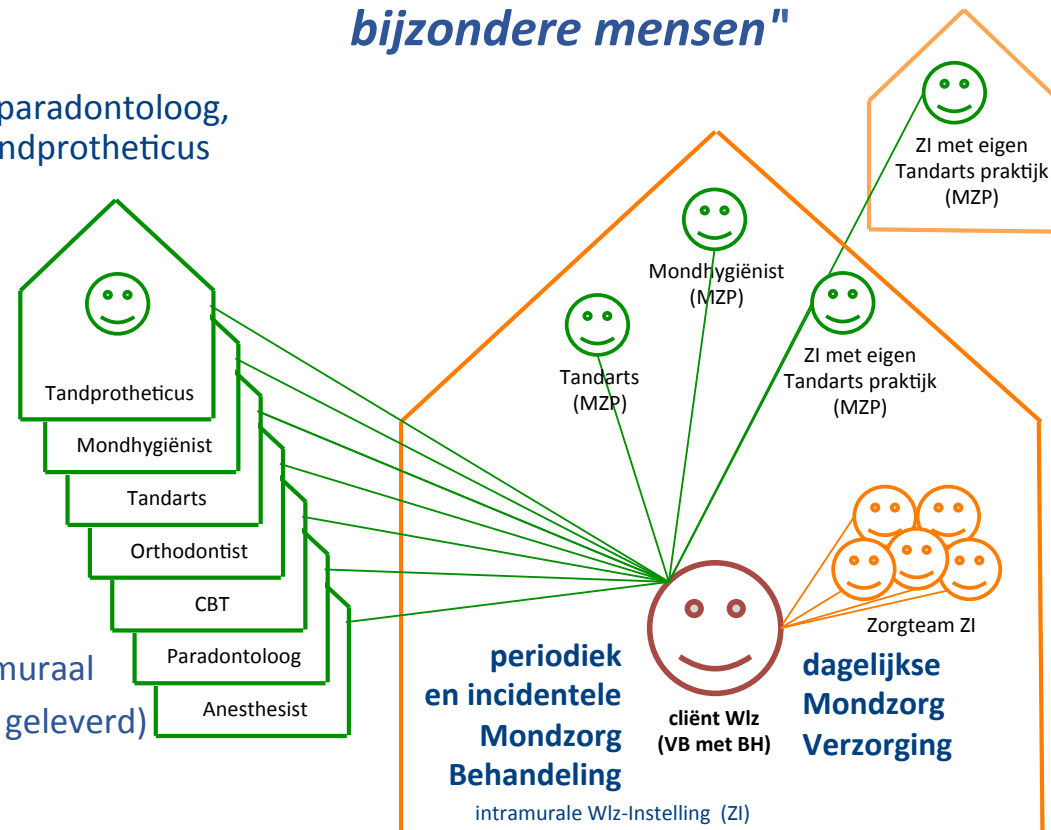 bijzondere mensen"
paradontoloog,
ndprotheticus
ZI met eigen
Tandarts praktijk
(MZP)
Mondhygiënist
(MZP)
Tandarts
(MZP)
ZI met eigen
Tandarts praktijk
(MZP)
Tandprotheticus
Mondhygiënist
Tandarts
Orthodontist
CBT
Paradontoloog
Anesthesist
muraal
geleverd)
Zorgteam ZI
periodiek
en incidentele
Mondzorg
Behandeling
cliënt Wlz
(VB met BH)
dagelijkse
Mondzorg
Verzorging
intramurale Wlz-Instelling (ZI)